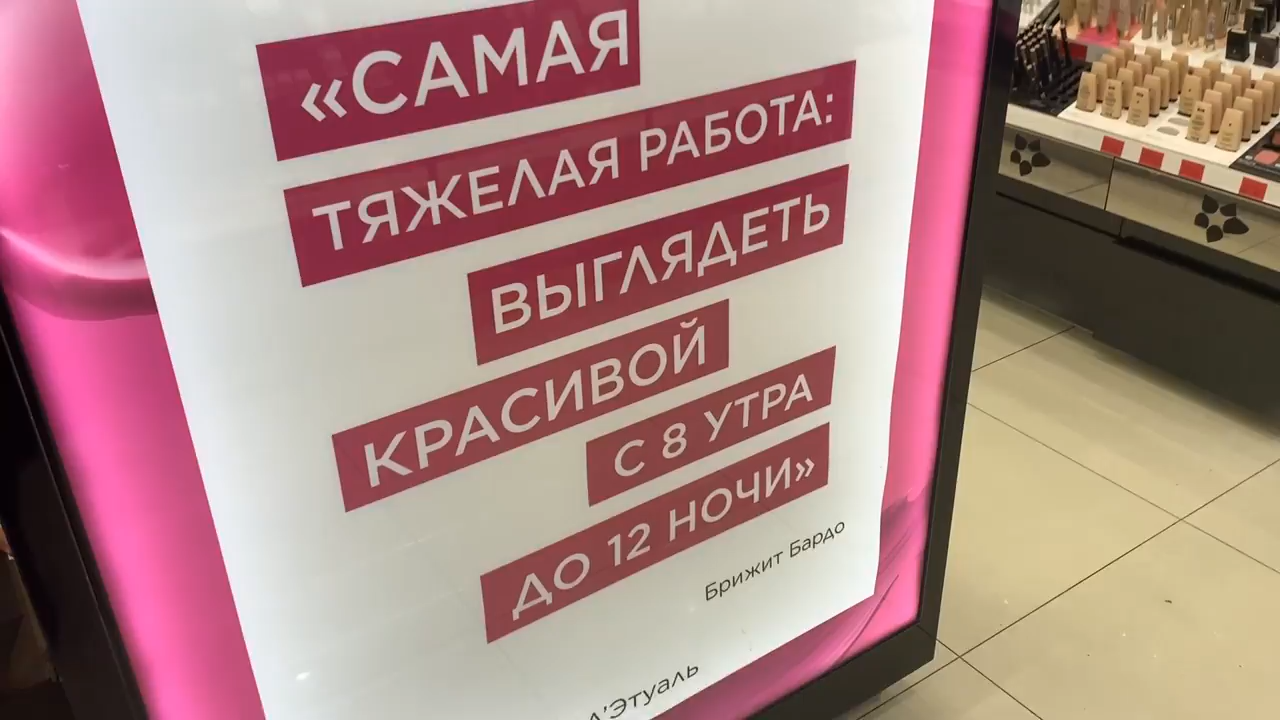 «САМАЯ
ТЯЖЕЛАЯ РАБОТА:
ВЫГЛЯДЕТЬ
КРАСИВОЙ
С 8 УТРА
ДО 12 НОЧИ»
Брижит Бардо
Л'Этуаль